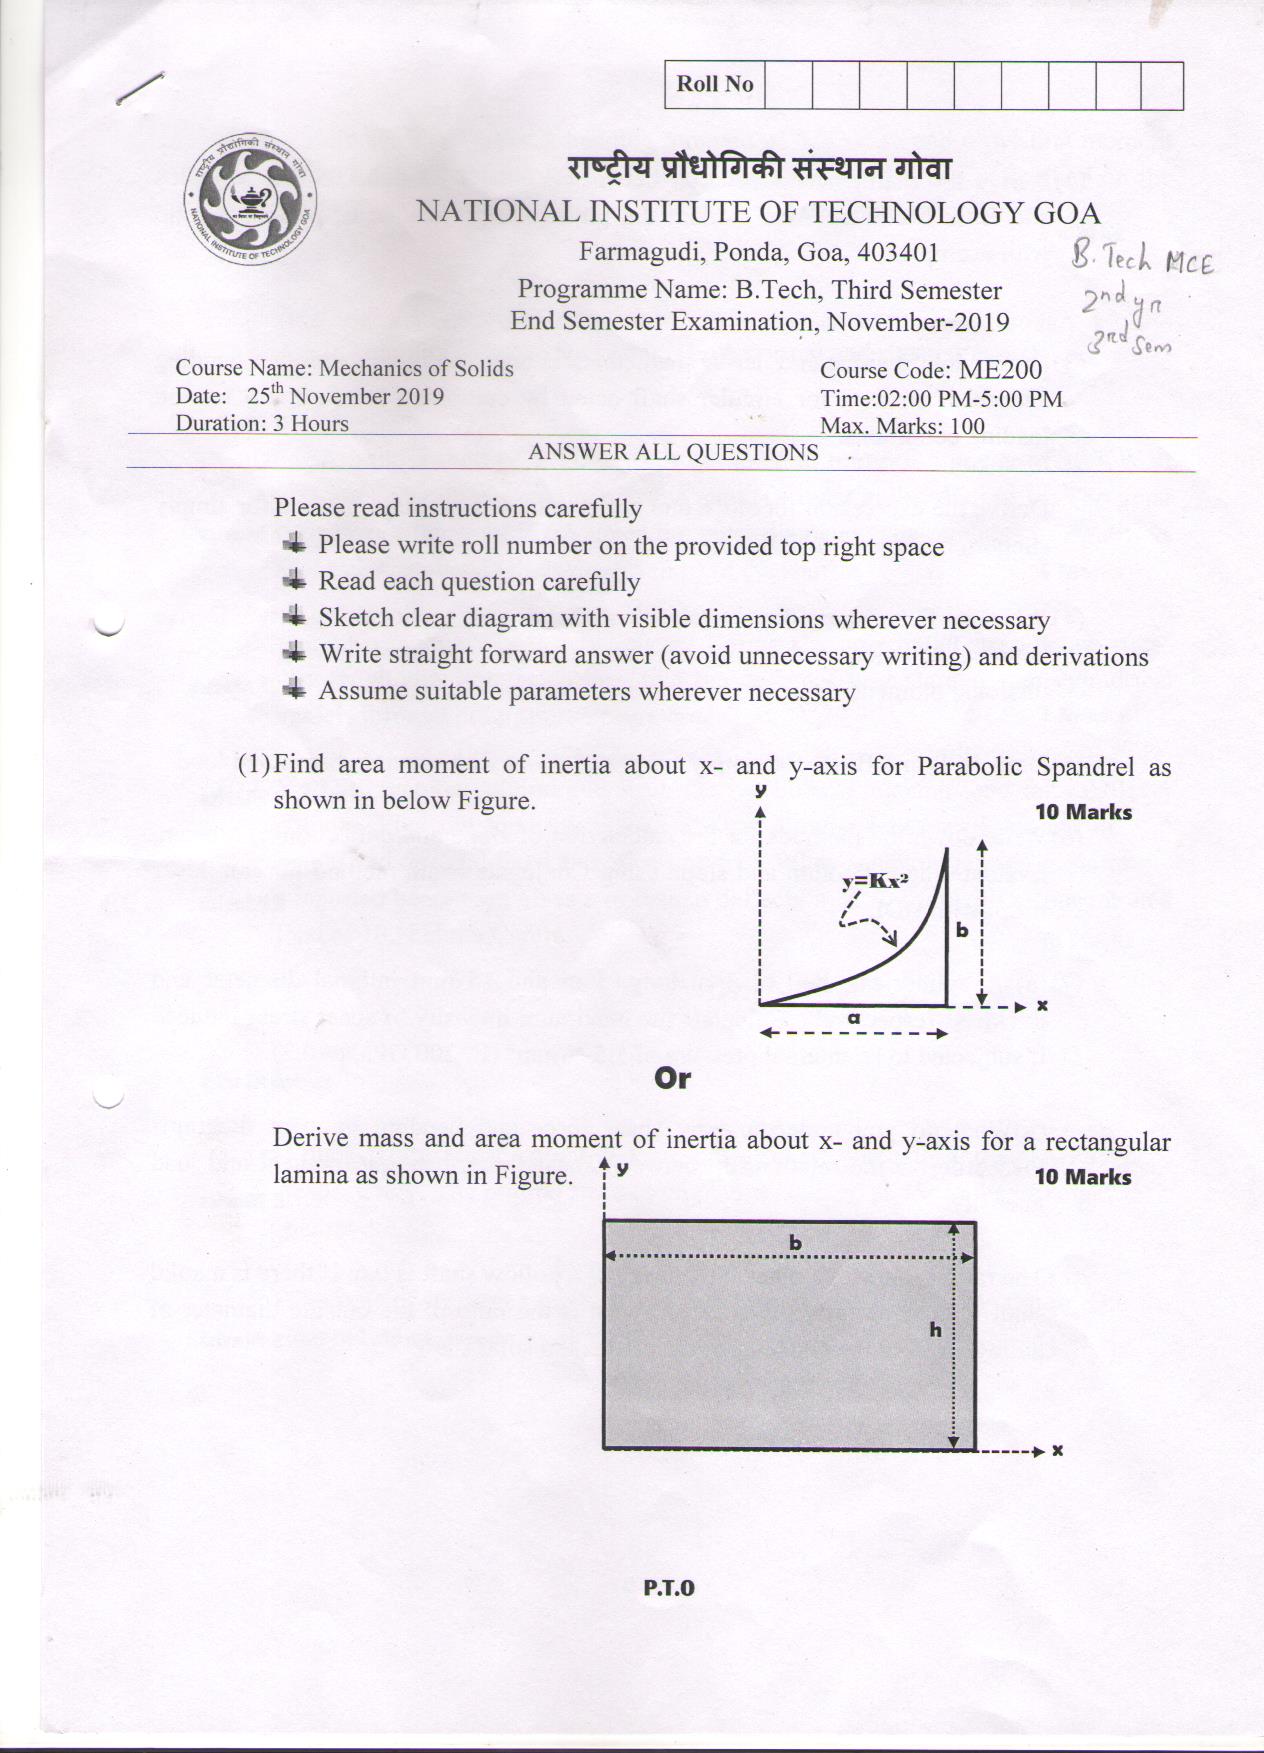 Roll No
राष्ट्रीय प्रौधोगिकी संस्थान गोवा
NATIONAL INSTITUTE OF TECHNOLOGY GOA
Farmagudi, Ponda, Goa, 403401
B. Tech MCE
2nd yr
3rd Sem
Programme Name: B.Tech, Third Semester
End Semester Examination, November-2019
Course Name: Mechanics of Solids
Course Code: ME200
Date: 25th November 2019
Time:02:00 PM-5:00 PM
Duration: 3 Hours
Max. Marks: 100
ANSWER ALL QUESTIONS
Please read instructions carefully
Please write roll number on the provided top right space
Read each question carefully
Sketch clear diagram with visible dimensions wherever necessary
Write straight forward answer (avoid unnecessary writing) and derivations
Assume suitable parameters wherever necessary
(1)Find area moment of inertia about x- and y-axis for Parabolic Spandrel as
shown in below Figure.
10 Marks
y
y=Kx²
b
x
a
Or
Derive mass and area moment of inertia about x- and y-axis for a rectangular
lamina as shown in Figure.
10 Marks
y
b
h
x
P.T.O